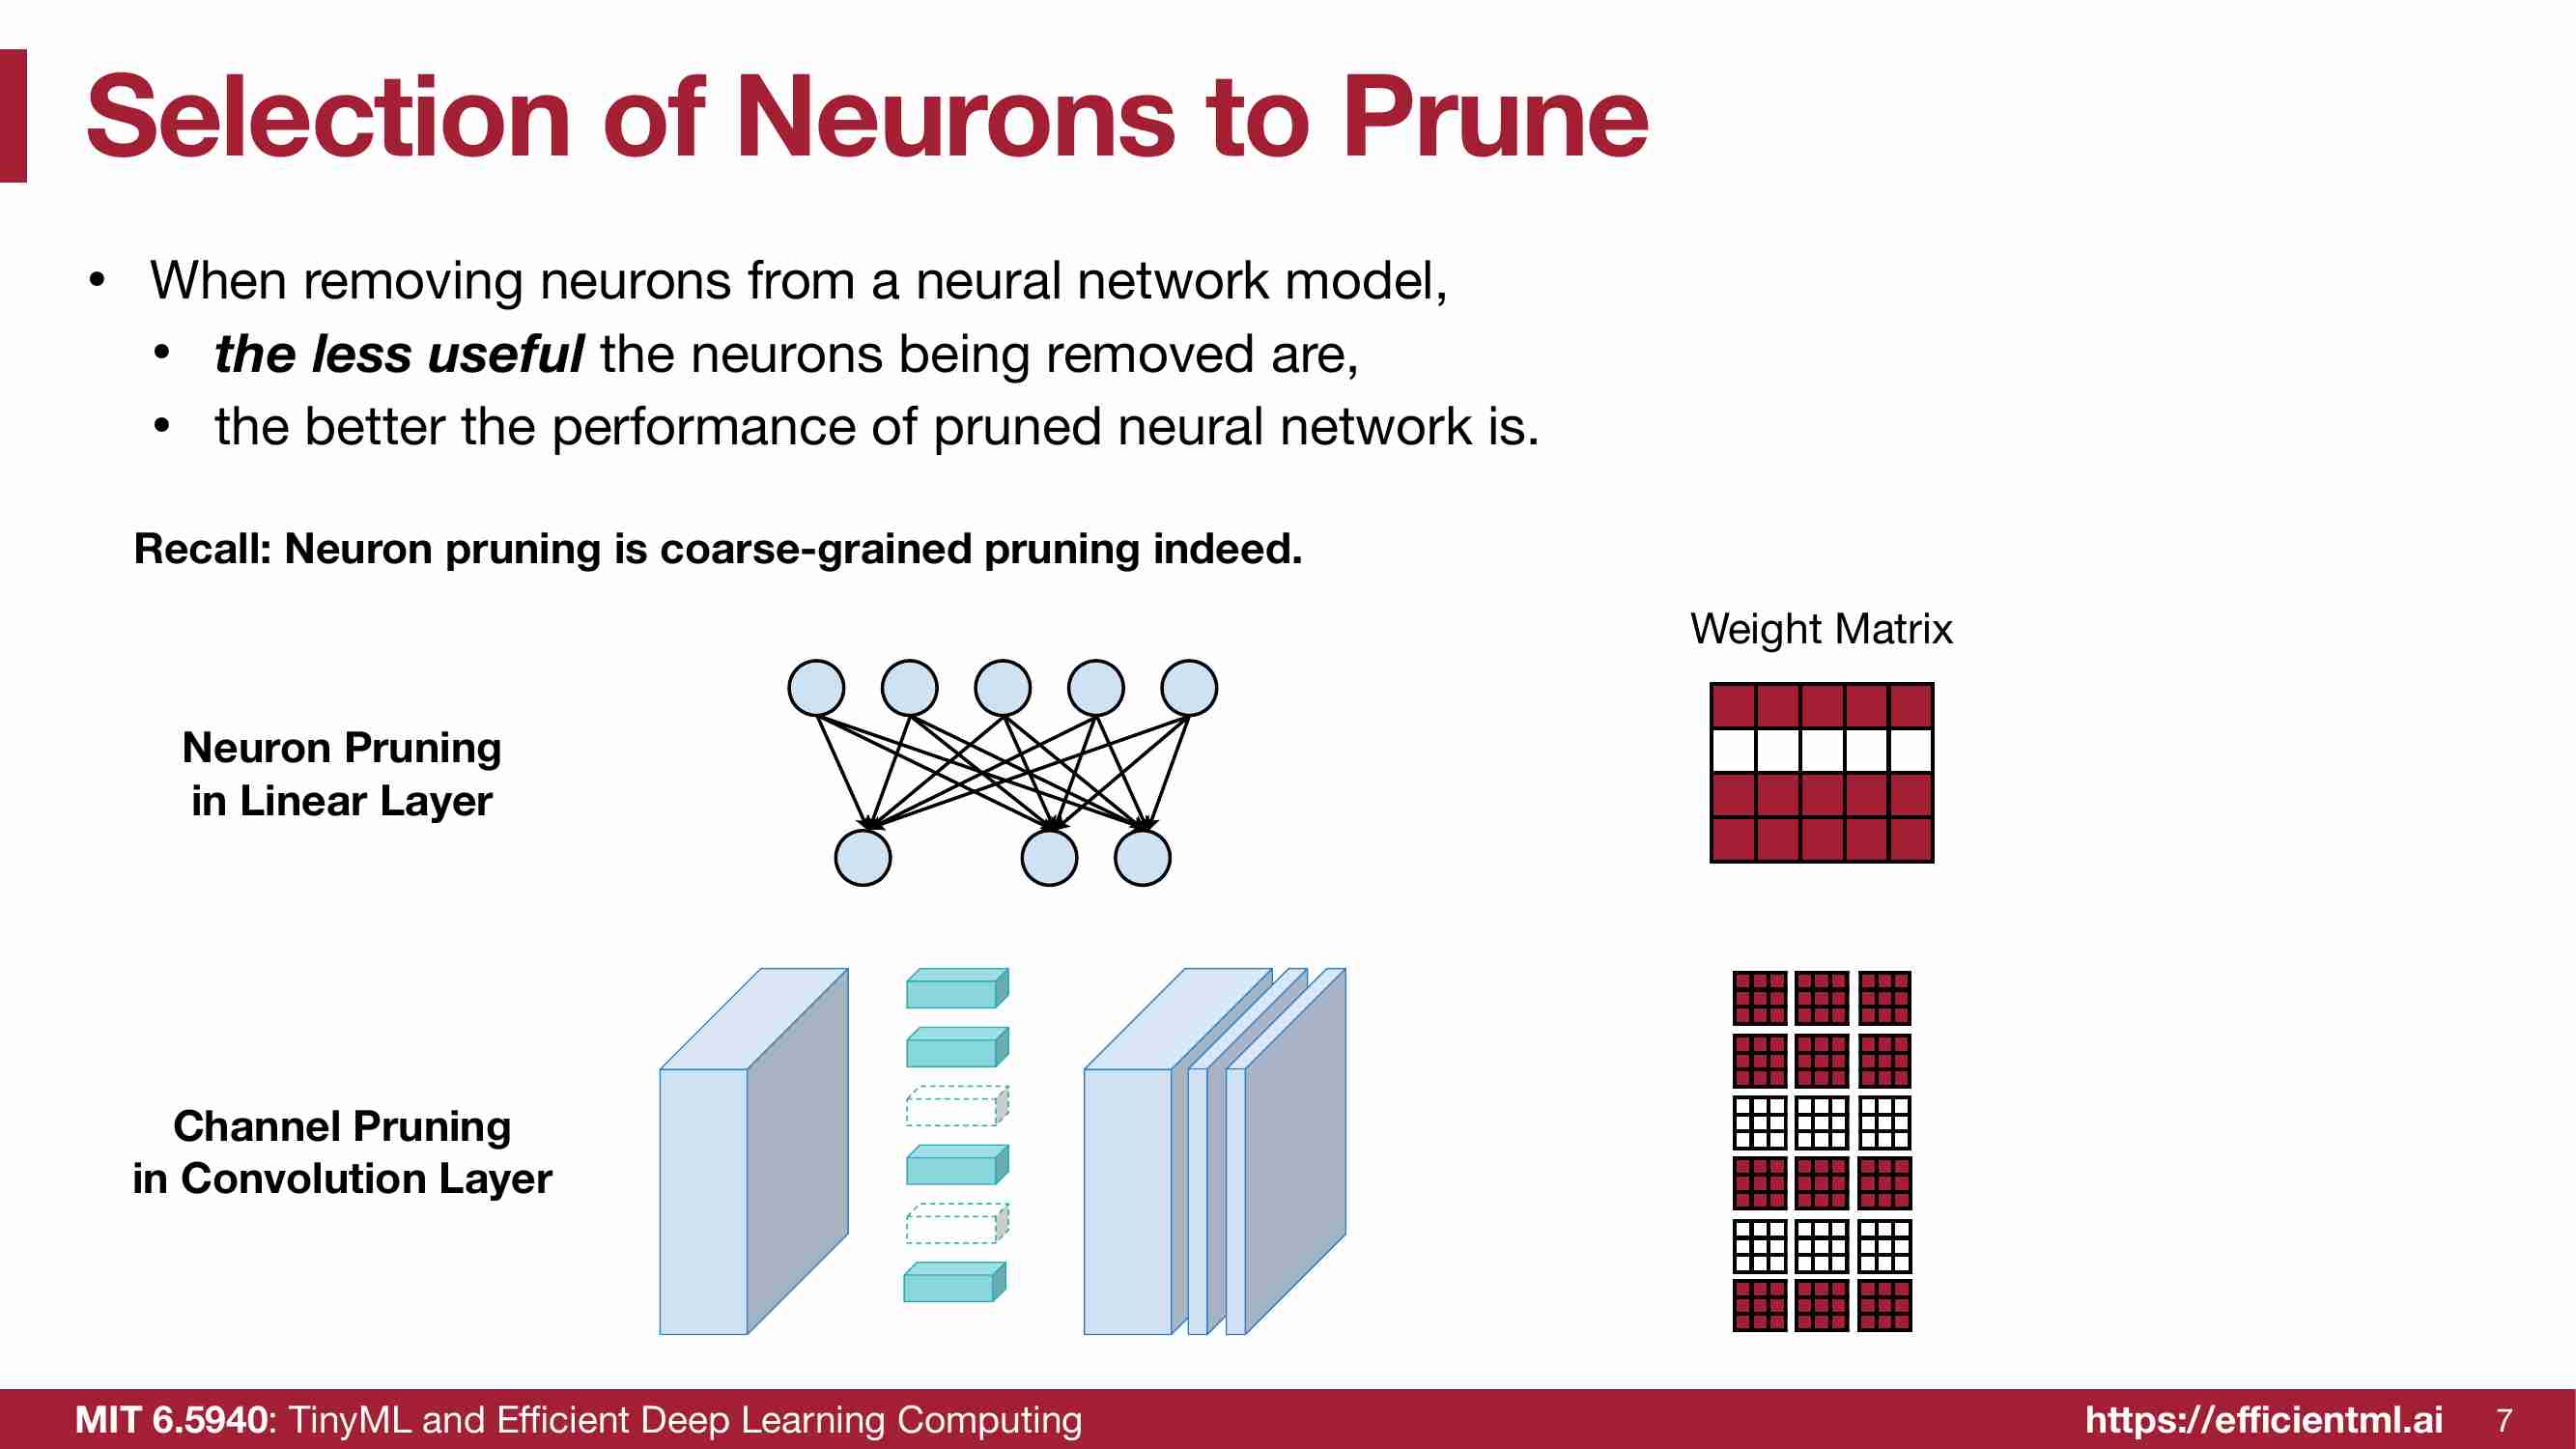 Selection of Neurons to Prune
• When removing neurons from a neural network model,
• the less useful the neurons being removed are,
• the better the performance of pruned neural network is.
Recall: Neuron pruning is coarse-grained pruning indeed.
Weight Matrix
Neuron Pruning
in Linear Layer
Channel Pruning
in Convolution Layer
MIT 6.5940: TinyML and Efficient Deep Learning Computing
https://efficientml.ai
7